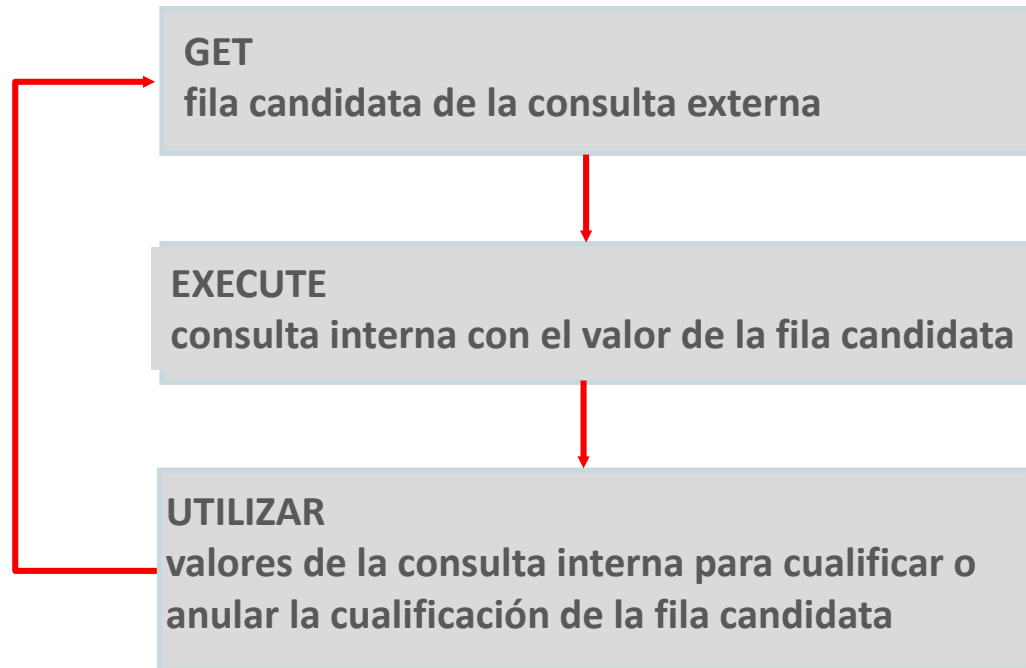 GET
fila candidata de la consulta externa
EXECUTE
consulta interna con el valor de la fila candidata
UTILIZAR
valores de la consulta interna para cualificar o
anular la cualificación de la fila candidata